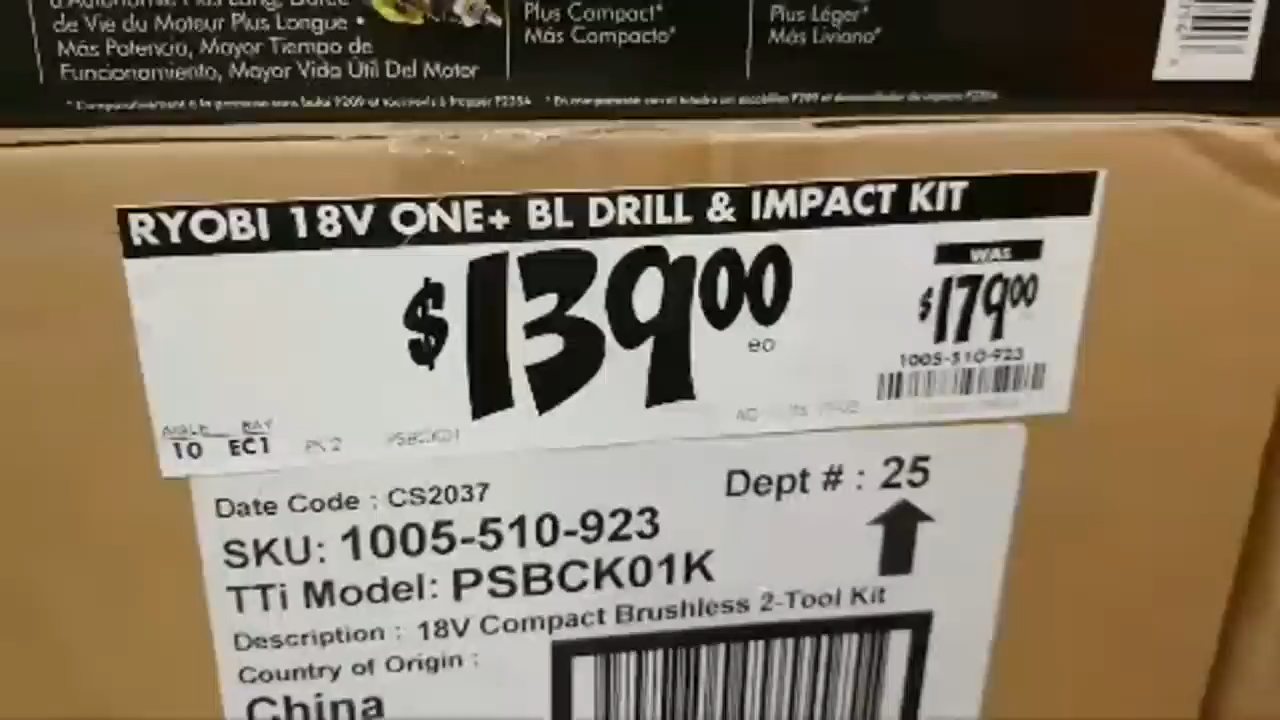 de Vie du Moteur Plus Longue •
Más Potencia, Mayor Tiempo de
Funcionamiento, Mayor Vida Útil Del Motor
Plus Compact*
Más Compacto*
Plus Léger*
Más Liviano*
RYOBI 18V ONE+ BL DRILL & IMPACT KIT
$139.00
WAS
$179.00
1005-510-923
AISLE BAY
10 EC1
PSBCK01
Date Code : CS2037
Dept # : 25
SKU: 1005-510-923
TTi Model: PSBCK01K
Description : 18V Compact Brushless 2-Tool Kit
Country of Origin :
China